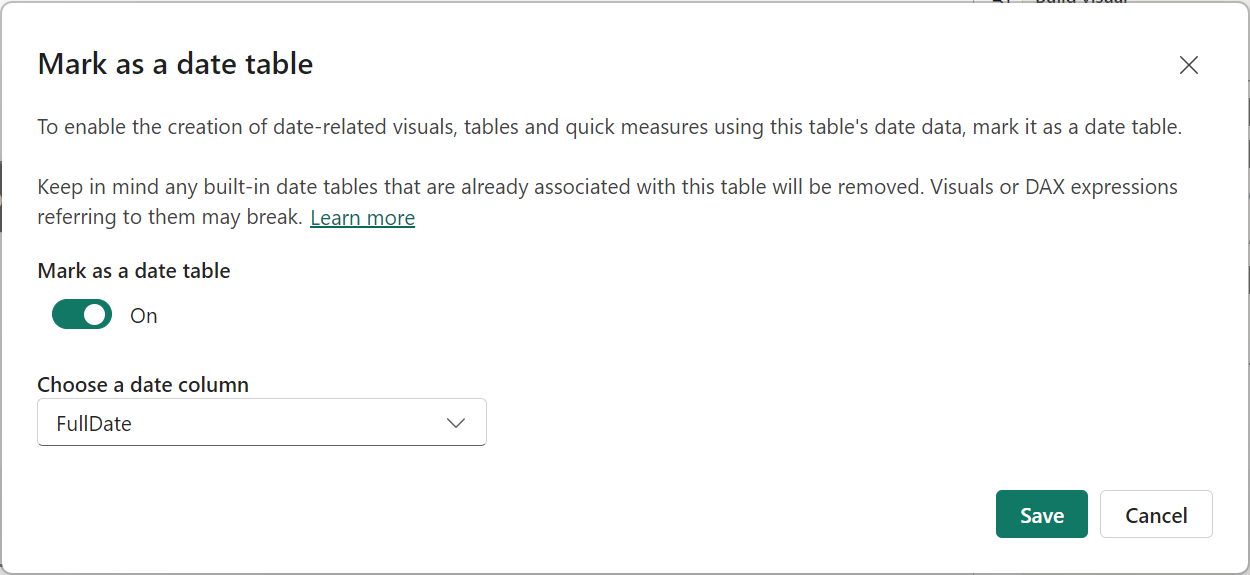 Mark as a date table
To enable the creation of date-related visuals, tables and quick measures using this table's date data, mark it as a date table.
Keep in mind any built-in date tables that are already associated with this table will be removed. Visuals or DAX expressions
referring to them may break. Learn more
Mark as a date table
On
Choose a date column
FullDate
Save
Cancel